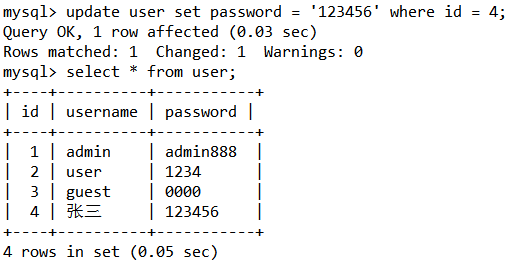 mysql> update user set password = '123456' where id = 4;
Query OK, 1 row affected (0.03 sec)
Rows matched: 1  Changed: 1  Warnings: 0
mysql> select * from user;
+----+----------+-----------+
| id | username | password |
+----+----------+-----------+
|  1 | admin    | admin888  |
|  2 | user     | 1234      |
|  3 | guest    | 0000      |
|  4 | 张三     | 123456    |
+----+----------+-----------+
4 rows in set (0.05 sec)